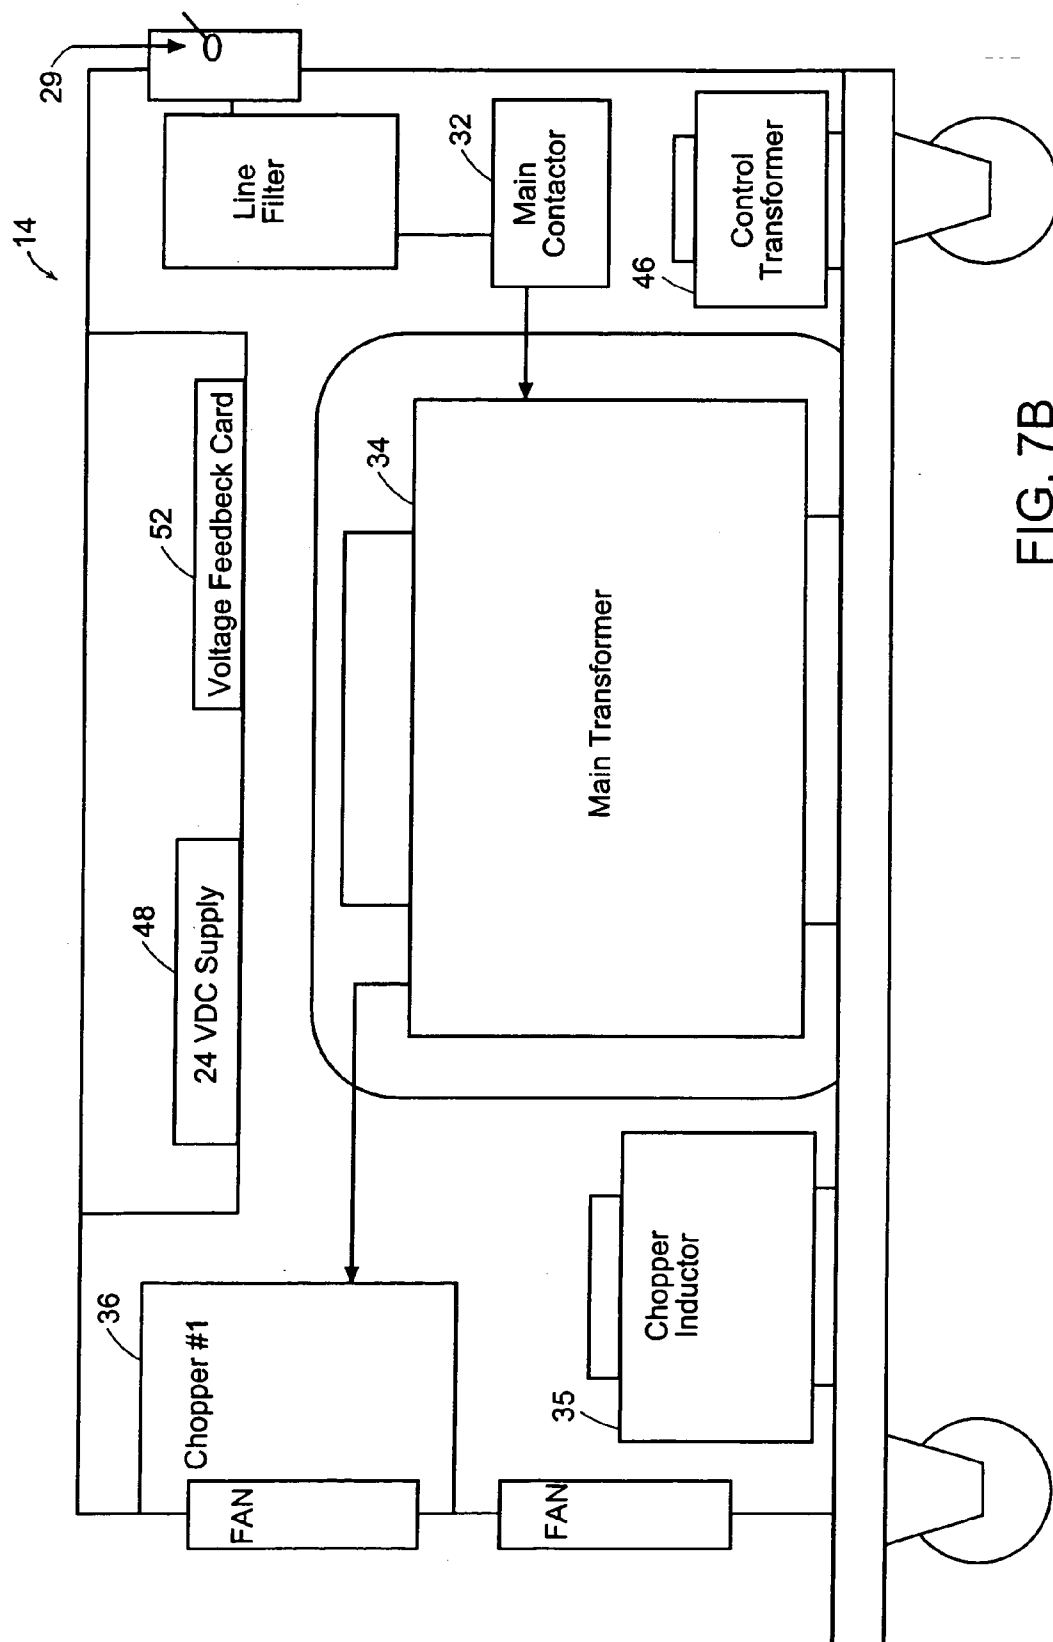 14
29
Line
Filter
32
Main
Contactor
46
Control
Transformer
52
Voltage Feedbeck Card
48
24 VDC Supply
34
Main Transformer
36
Chopper #1
FAN
FAN
35
Chopper
Inductor
FIG. 7B